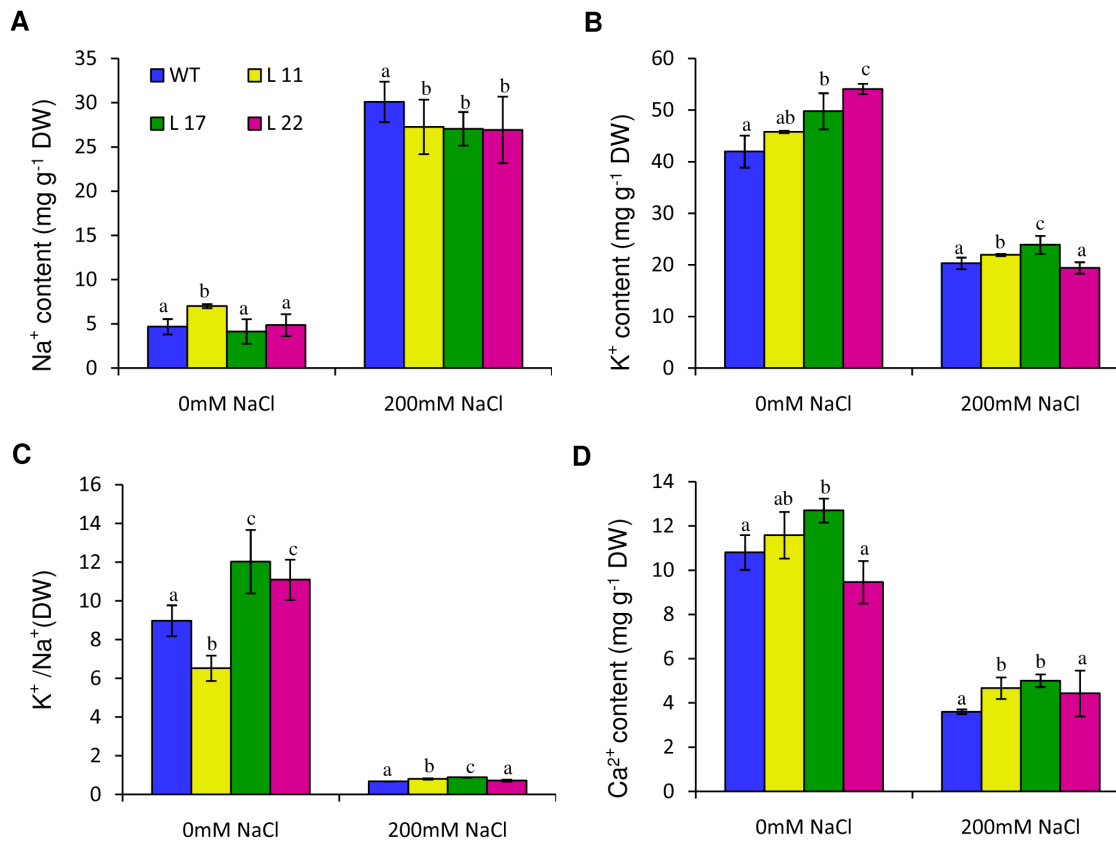 A
Na⁺ content (mg g⁻¹ DW)
35
30
25
20
15
10
5
0
WT
L 11
L 17
L 22
a b a a
a b b b
0mM NaCl
200mM NaCl
B
K⁺ content (mg g⁻¹ DW)
60
50
40
30
20
10
0
a ab b c
a b c a
0mM NaCl
200mM NaCl
C
K⁺ /Na⁺(DW)
16
14
12
10
8
6
4
2
0
a b c c
a b c a
0mM NaCl
200mM NaCl
D
Ca²⁺ content (mg g⁻¹ DW)
14
12
10
8
6
4
2
0
a ab b a
a b b a
0mM NaCl
200mM NaCl